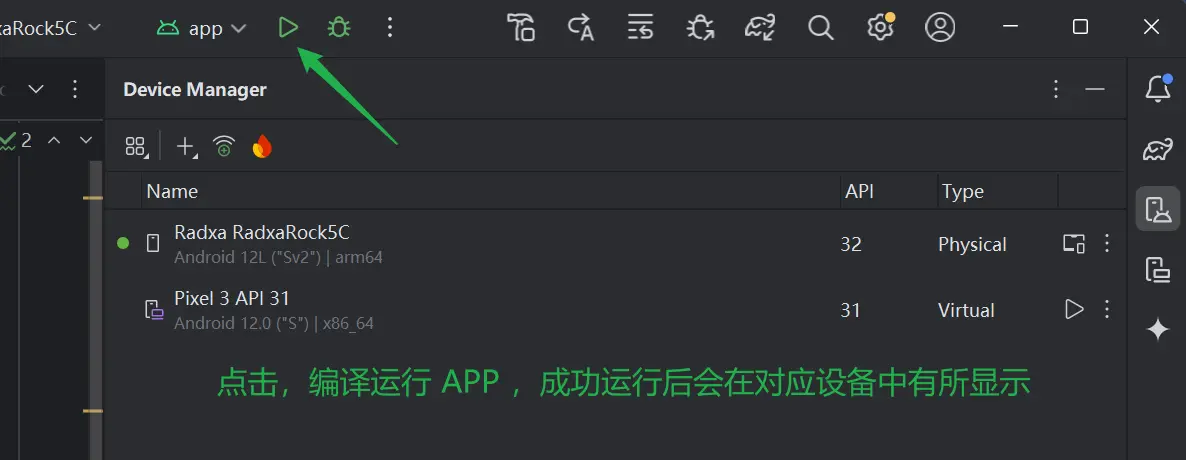 xaRock5C
app
2
Device Manager
Name API Type
Radxa RadxaRock5C 32 Physical
Android 12L ("Sv2") | arm64
Pixel 3 API 31 31 Virtual
Android 12.0 ("S") | x86_64
点击，编译运行 APP ，成功运行后会在对应设备中有所显示